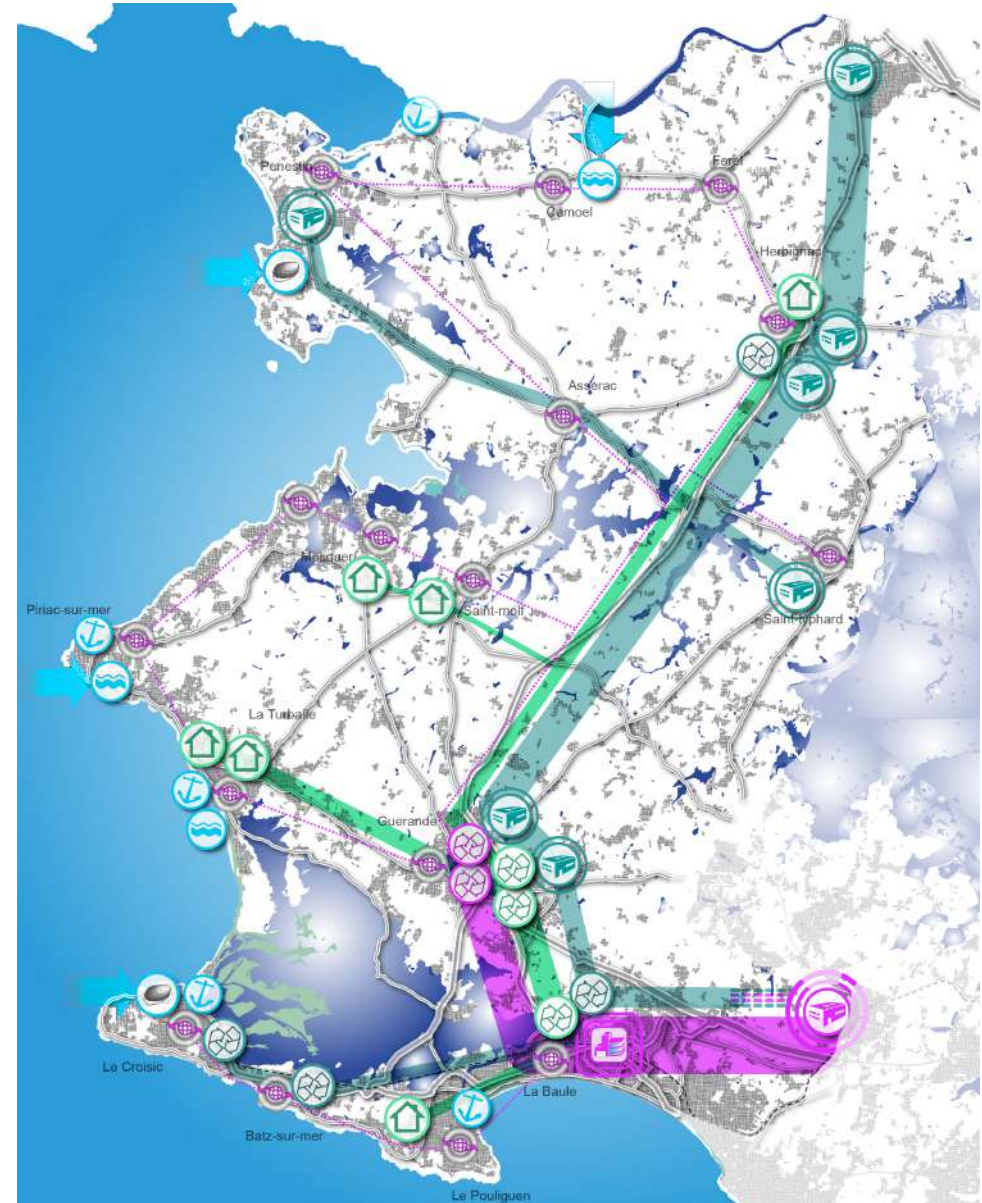 Penestin
Camoel
Ferel
Herbignac
Asserac
Mesquer
Saint-molf
Saint-lyphard
Piriac-sur-mer
La Turballe
Guerande
Le Croisic
La Baule
Batz-sur-mer
Le Pouliguen